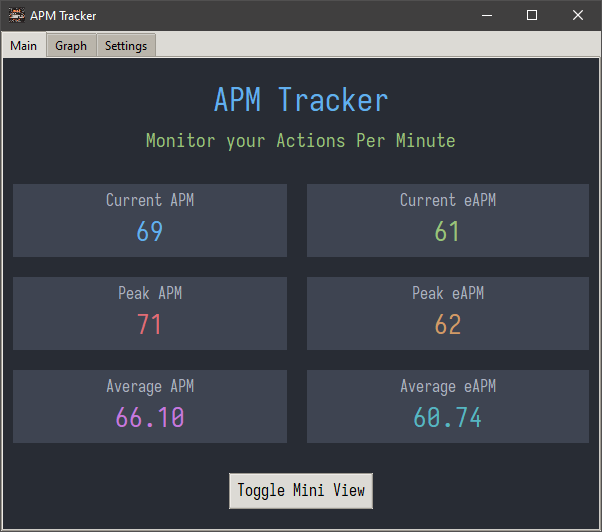 APM Tracker
Main Graph Settings
APM Tracker
Monitor your Actions Per Minute
Current APM
69
Current eAPM
61
Peak APM
71
Peak eAPM
62
Average APM
66.10
Average eAPM
60.74
Toggle Mini View